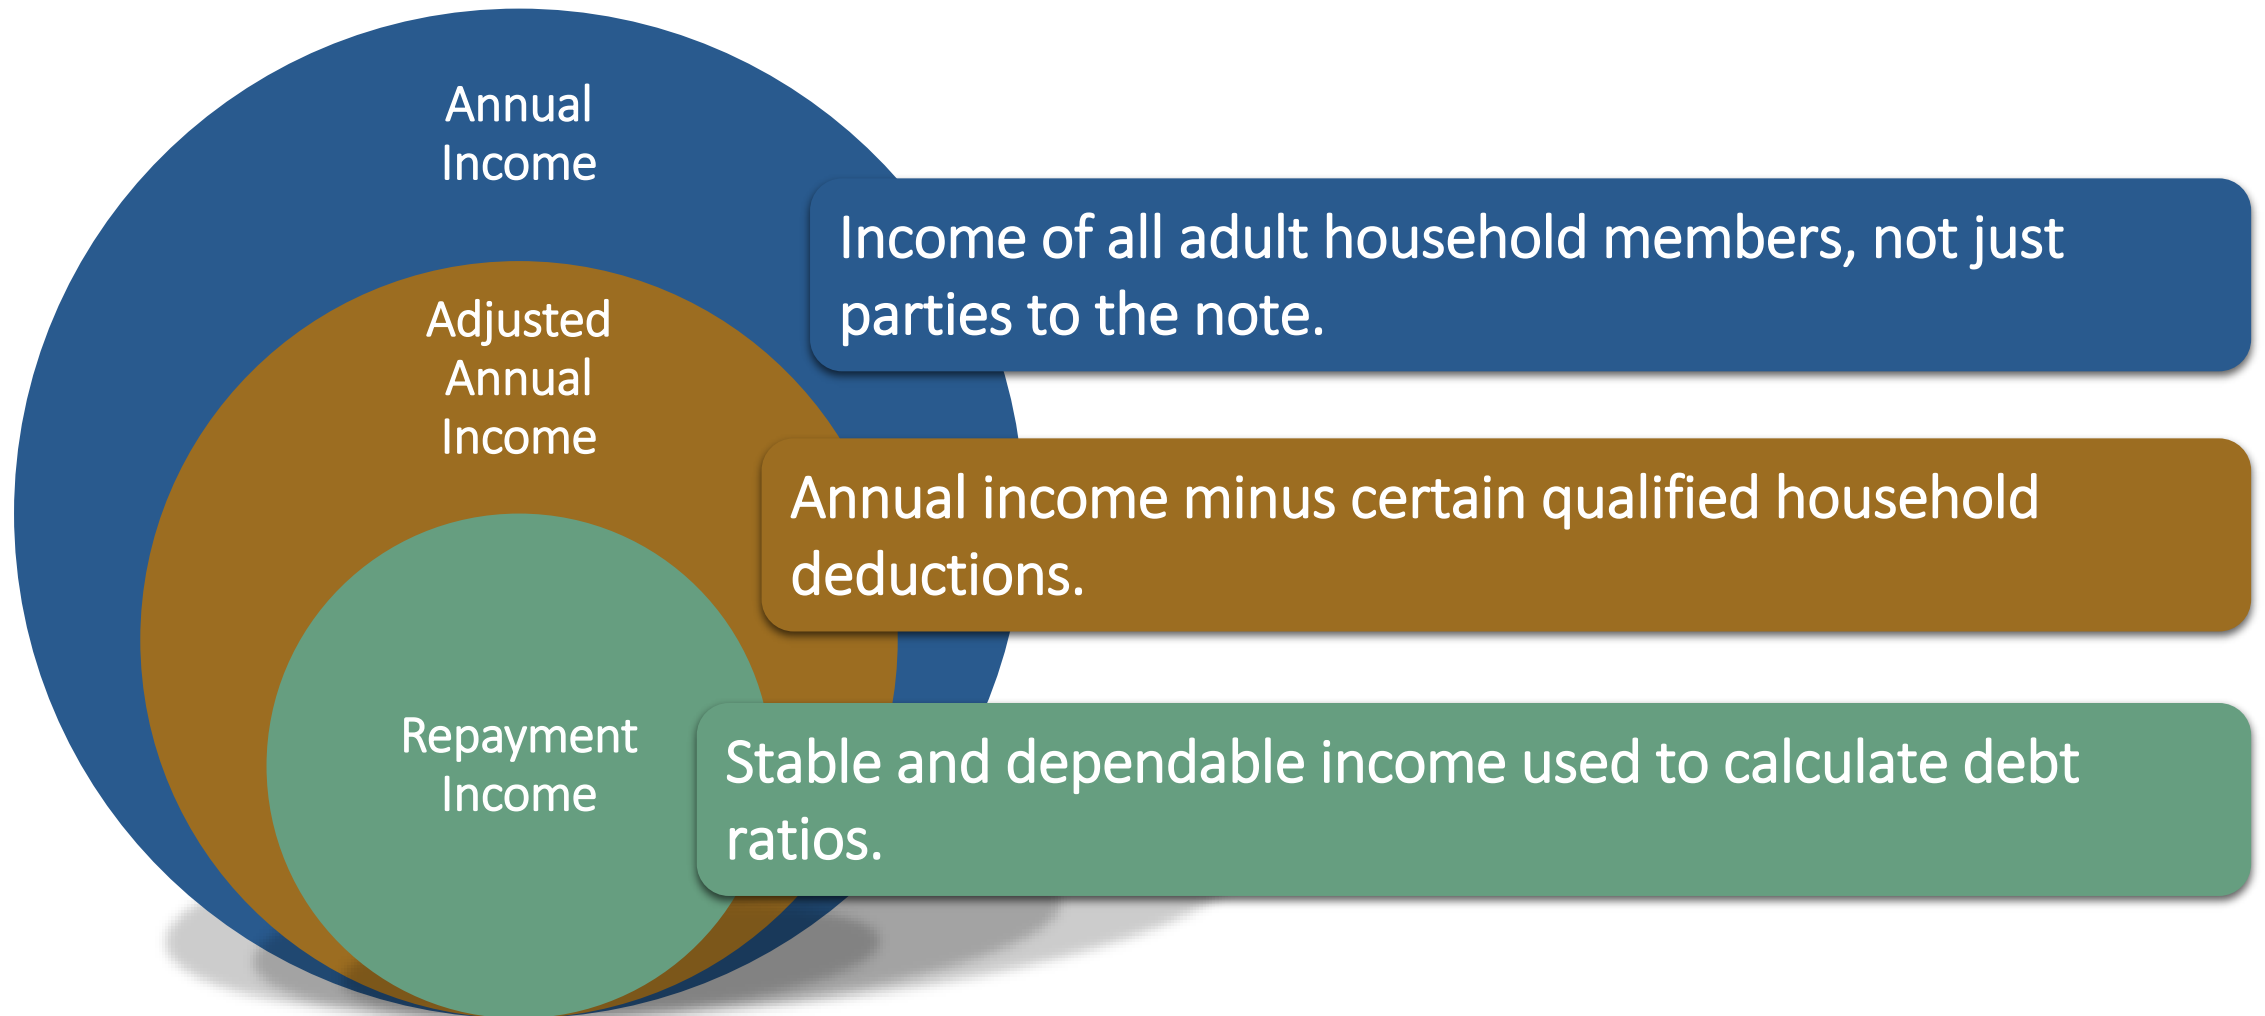 Annual
Income
Income of all adult household members, not just
parties to the note.
Adjusted
Annual
Income
Annual income minus certain qualified household
deductions.
Repayment
Income
Stable and dependable income used to calculate debt
ratios.